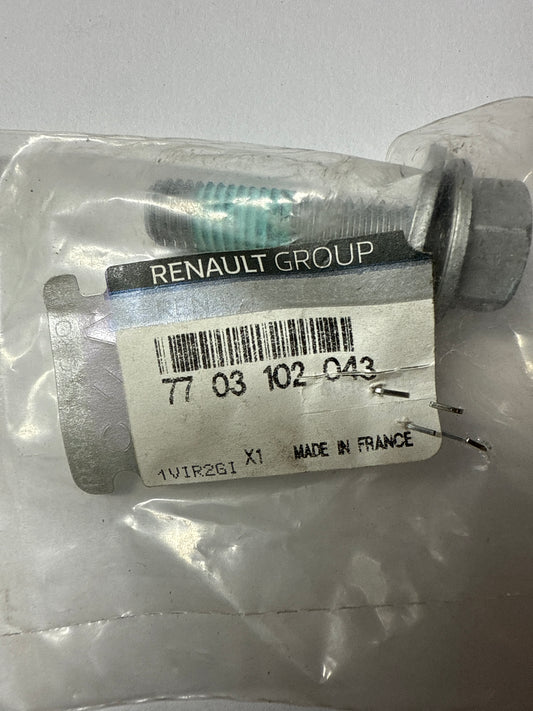 RENAULT GROUP
77 03 102 043
X1 MADE IN FRANCE
1VIR2GI